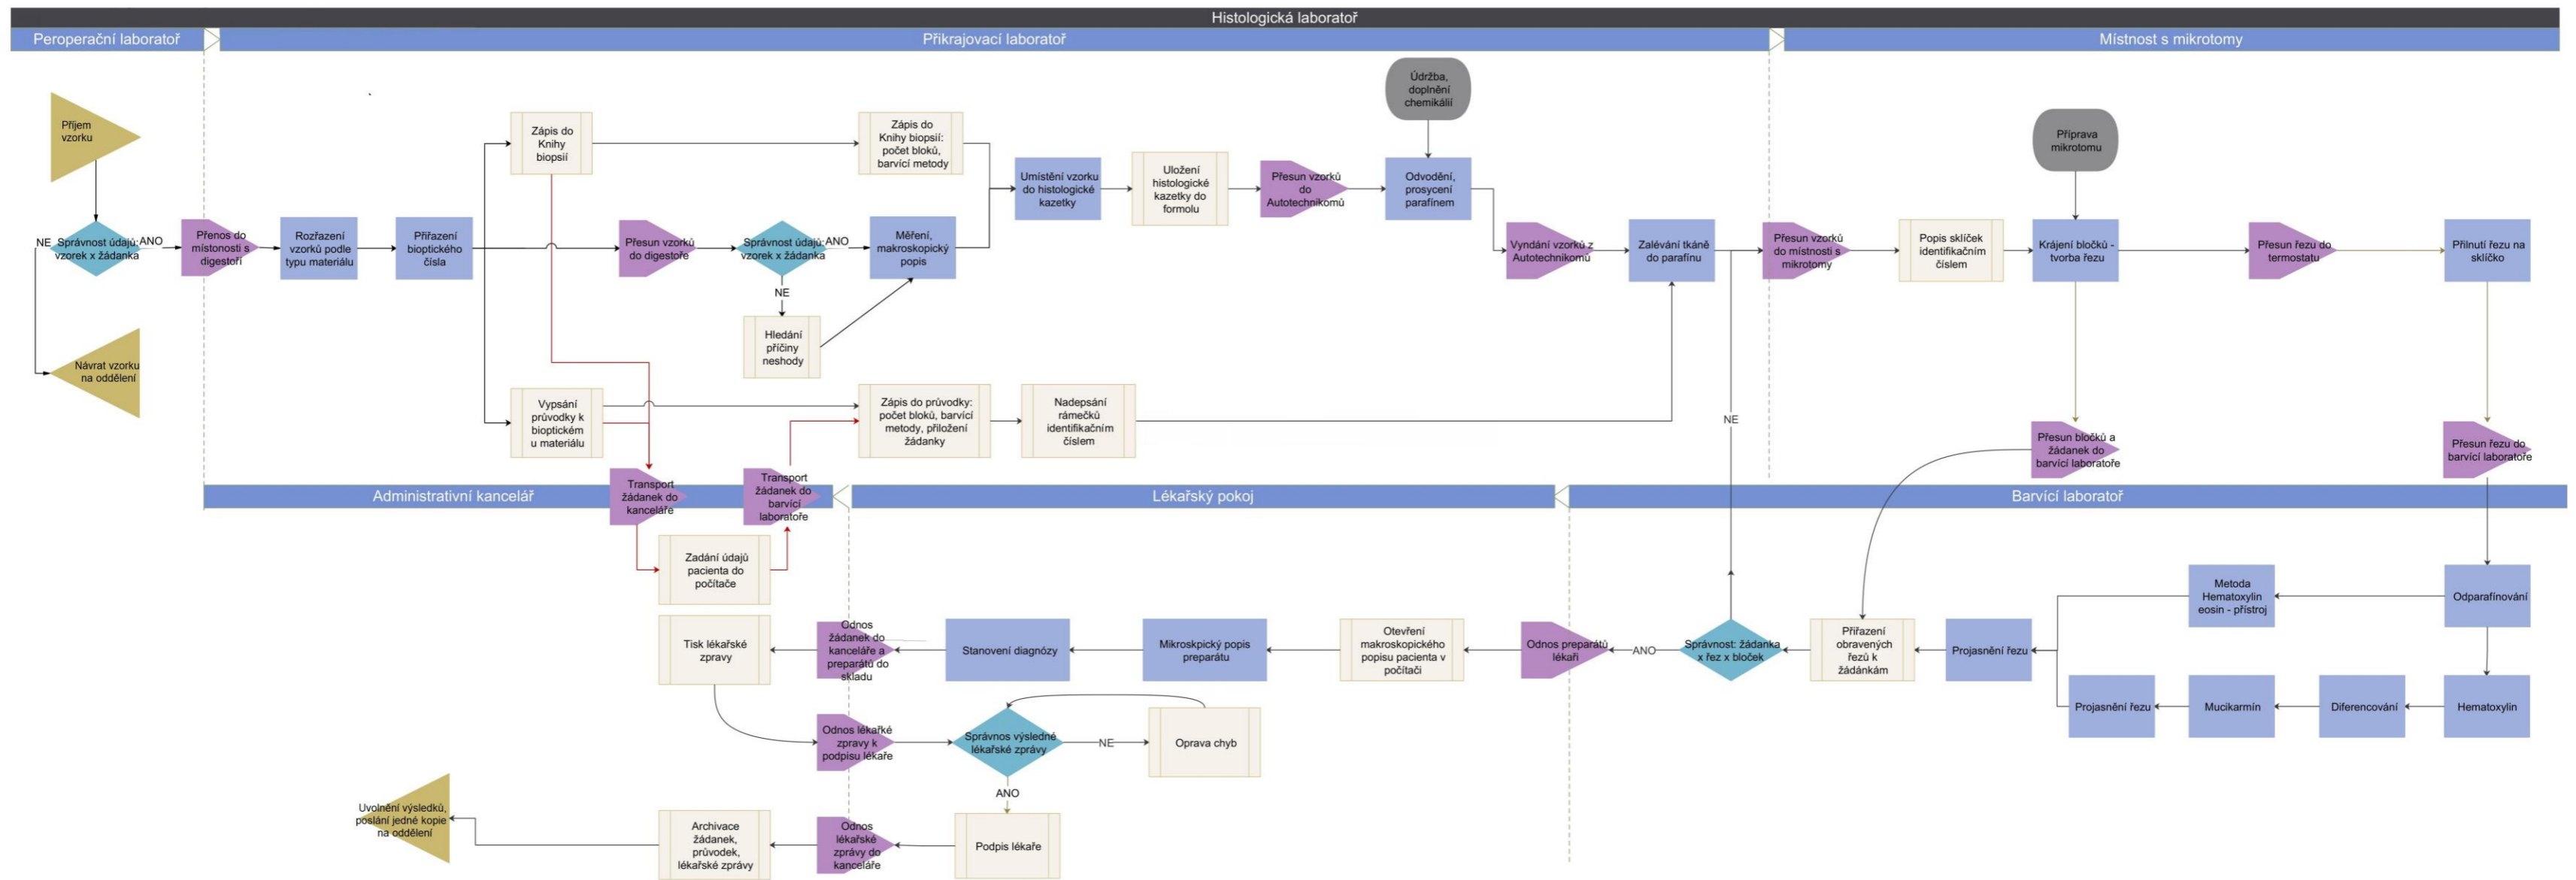 Histologická laboratoř
Peroperační laboratoř
Přikrajovací laboratoř
Místnost s mikrotomy
Příjem
vzorku
NE
Správnost údajů:
vzorek x žádanka
ANO
Návrat vzorku
na oddělení
Přenos do
místonosti s
digestoří
Rozřazení
vzorků podle
typu materiálu
Přiřazení
bioptického
čísla
Zápis do
Knihy
biopsií
Přesun vzorků
do digestoře
Správnost údajů:
vzorek x žádanka
ANO
NE
Hledání
příčiny
neshody
Zápis do
Knihy biopsií:
počet bloků,
barvící metody
Měření,
makroskopický
popis
Vypsání
průvodky k
bioptickém
u materiálu
Zápis do průvodky:
počet bloků, barvící
metody, přiložení
žádanky
Nadepsání
rámečků
identifikačním
číslem
Umístění vzorku
do histologické
kazetky
Uložení
histologické
kazetky do
formolu
Přesun vzorků
do
Autotechnikomů
Údržba,
doplnění
chemikálií
Odvodění,
prosycení
parafínem
Vyndání vzorků z
Autotechnikomů
Zalévání tkáně
do parafínu
Přesun vzorků
do místnosti s
mikrotomy
Popis sklíček
identifikačním
číslem
Příprava
mikrotomu
Krájení bločků -
tvorba řezu
Přesun řezu do
termostatu
Přilnutí řezu na
sklíčko
NE
Přesun bločků a
žádanek do
barvící laboratoře
Přesun řezu do
barvící laboratoře
Administrativní kancelář
Lékařský pokoj
Barvící laboratoř
Transport
žádanek do
kanceláře
Transport
žádanek do
barvící
laboratoře
Zadání údajů
pacienta do
počítače
Tisk lékařské
zpravy
Odnos
žádanek do
kanceláře a
preparátů do
skladu
Stanovení diagnózy
Mikroskpický popis
preparátu
Otevření
makroskopického
popisu pacienta v
počítači
Odnos preparátů
lékaři
ANO
Správnost: žádanka
x řez x bloček
Přiřazení
obravených
řezů k
žádánkám
Projasnění řezu
Metoda
Hematoxylin
eosin - přístroj
Odparafínování
Projasnění řezu
Mucikarmín
Diferencování
Hematoxylin
Odnos lékařké
zpravy k
podpisu lékaře
Správnos výsledné
lékařské zprávy
NE
Oprava chyb
ANO
Podpis lékaře
Odnos
lékařské
zprávy do
kanceláře
Archivace
žádanek,
průvodek,
lékařské zprávy
Uvolnění výsledků,
poslání jedné kopie
na oddělení